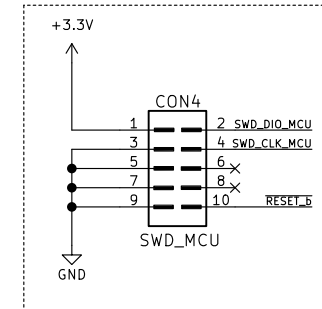 +3.3V
CON4
1 2 SWD_DIO_MCU
3 4 SWD_CLK_MCU
5 6
7 8
9 10 RESET_b
SWD_MCU
GND